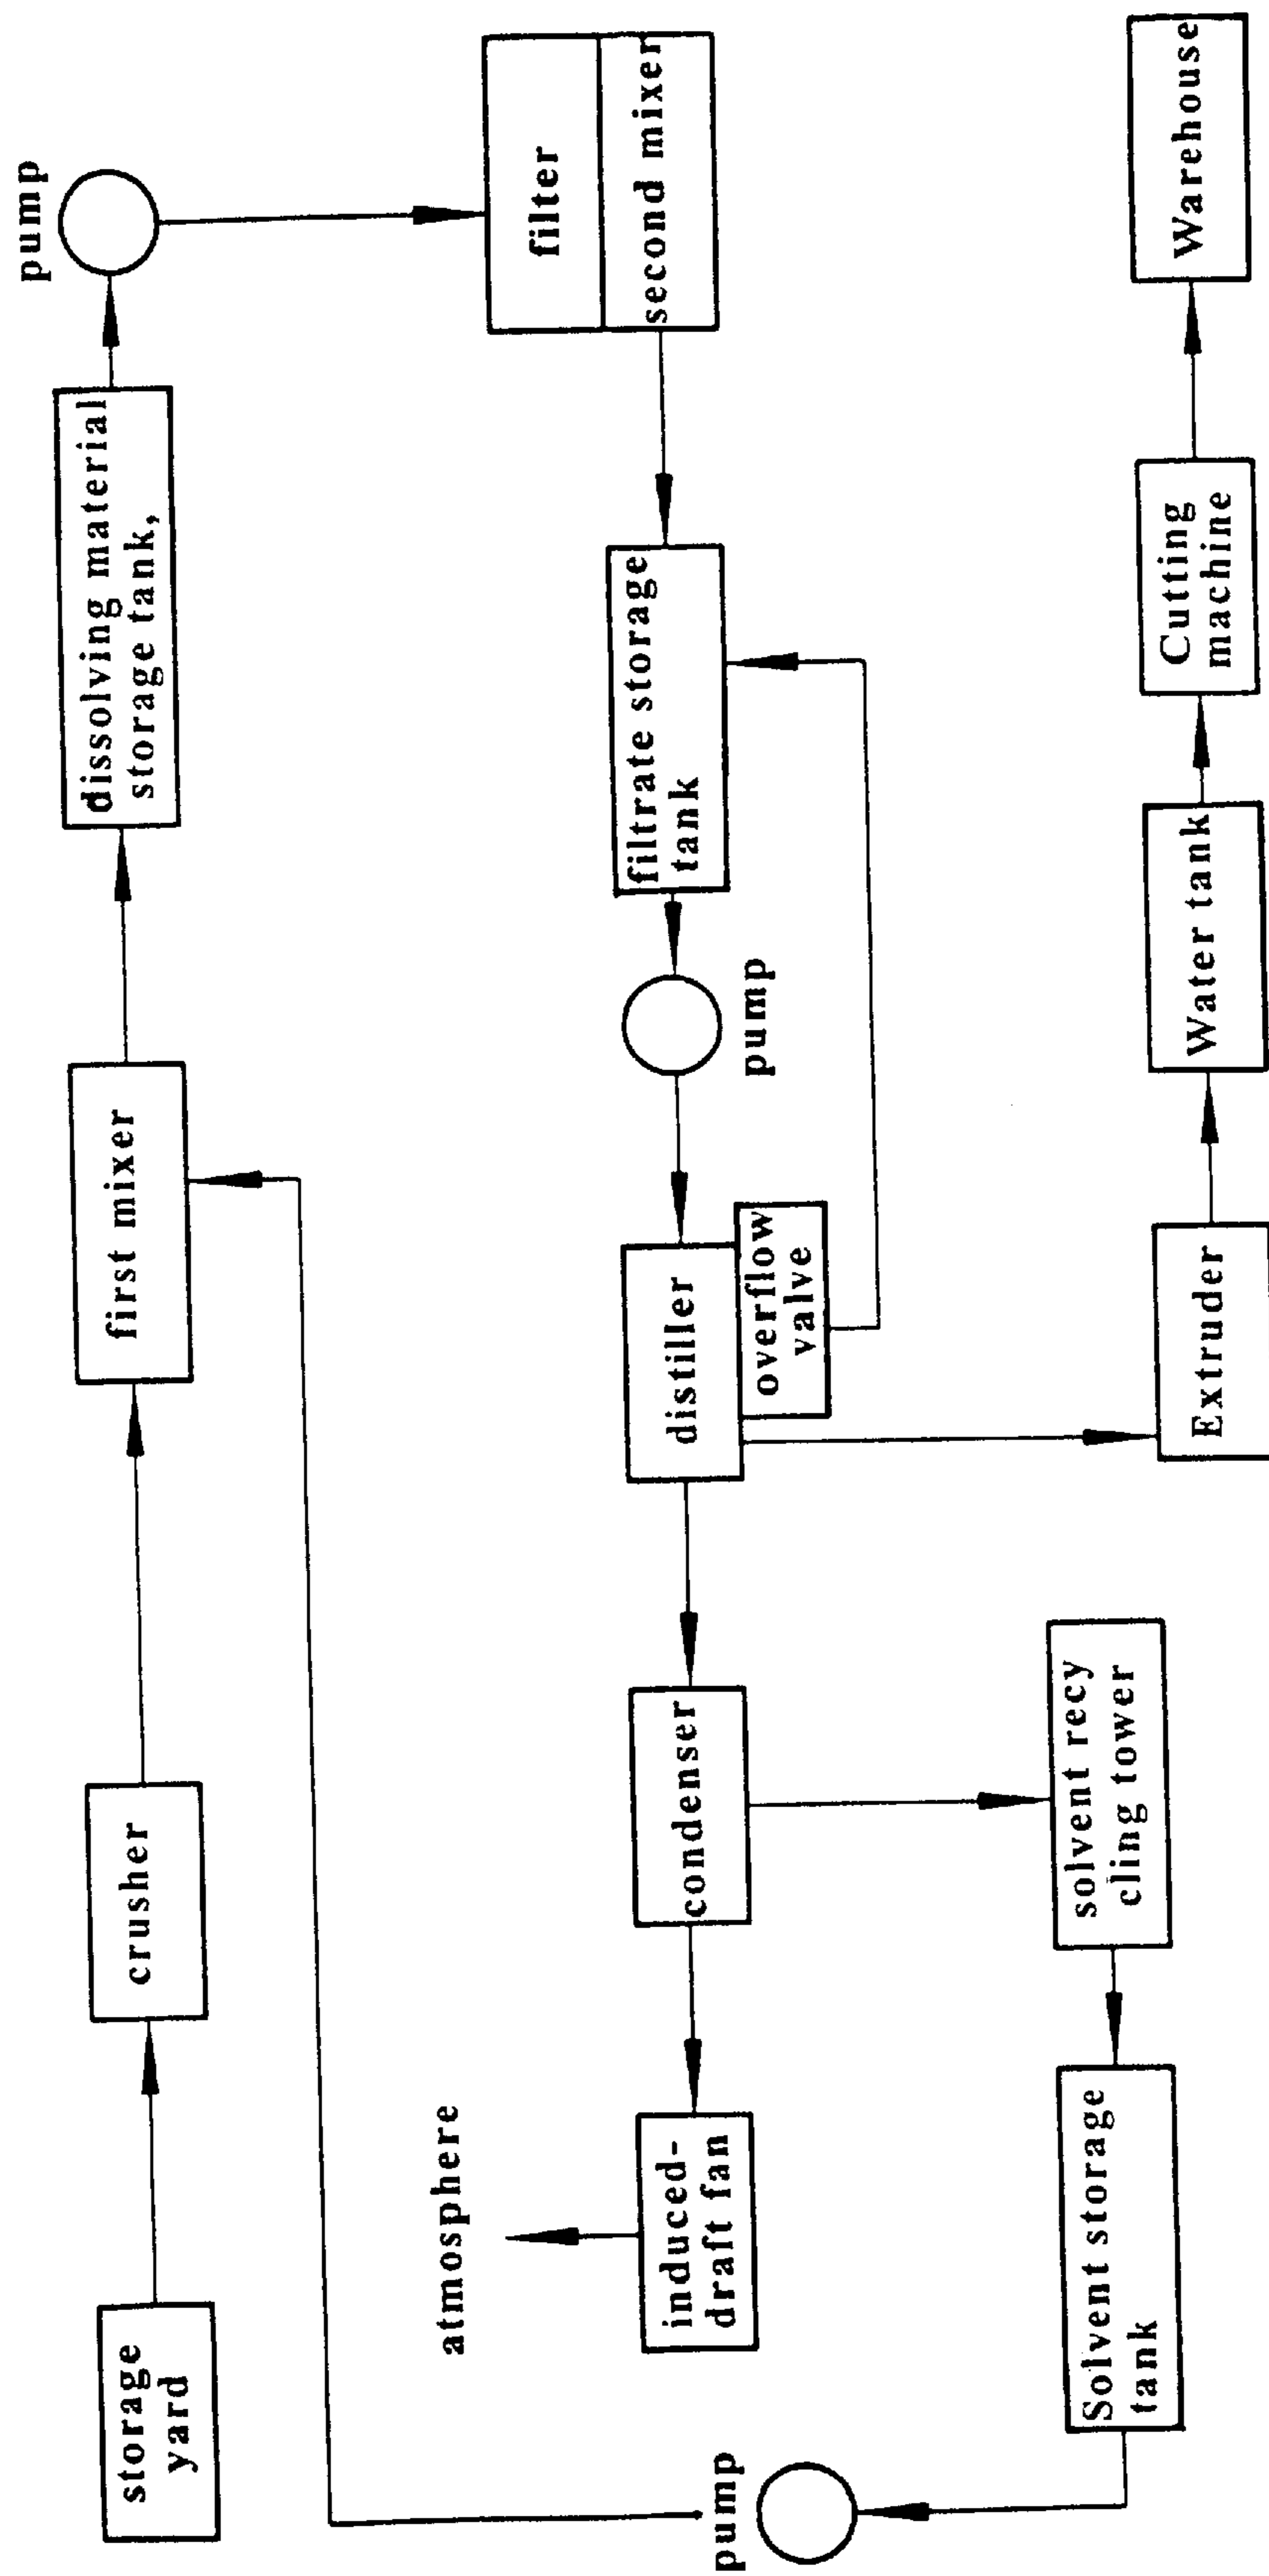 storage
yard
crusher
first mixer
dissolving material
storage tank,
pump
filter
second mixer
filtrate storage
tank
pump
distiller
overflow
valve
condenser
induced-
draft fan
atmosphere
solvent recy
cling tower
Solvent storage
tank
pump
Extruder
Water tank
Cutting
machine
Warehouse